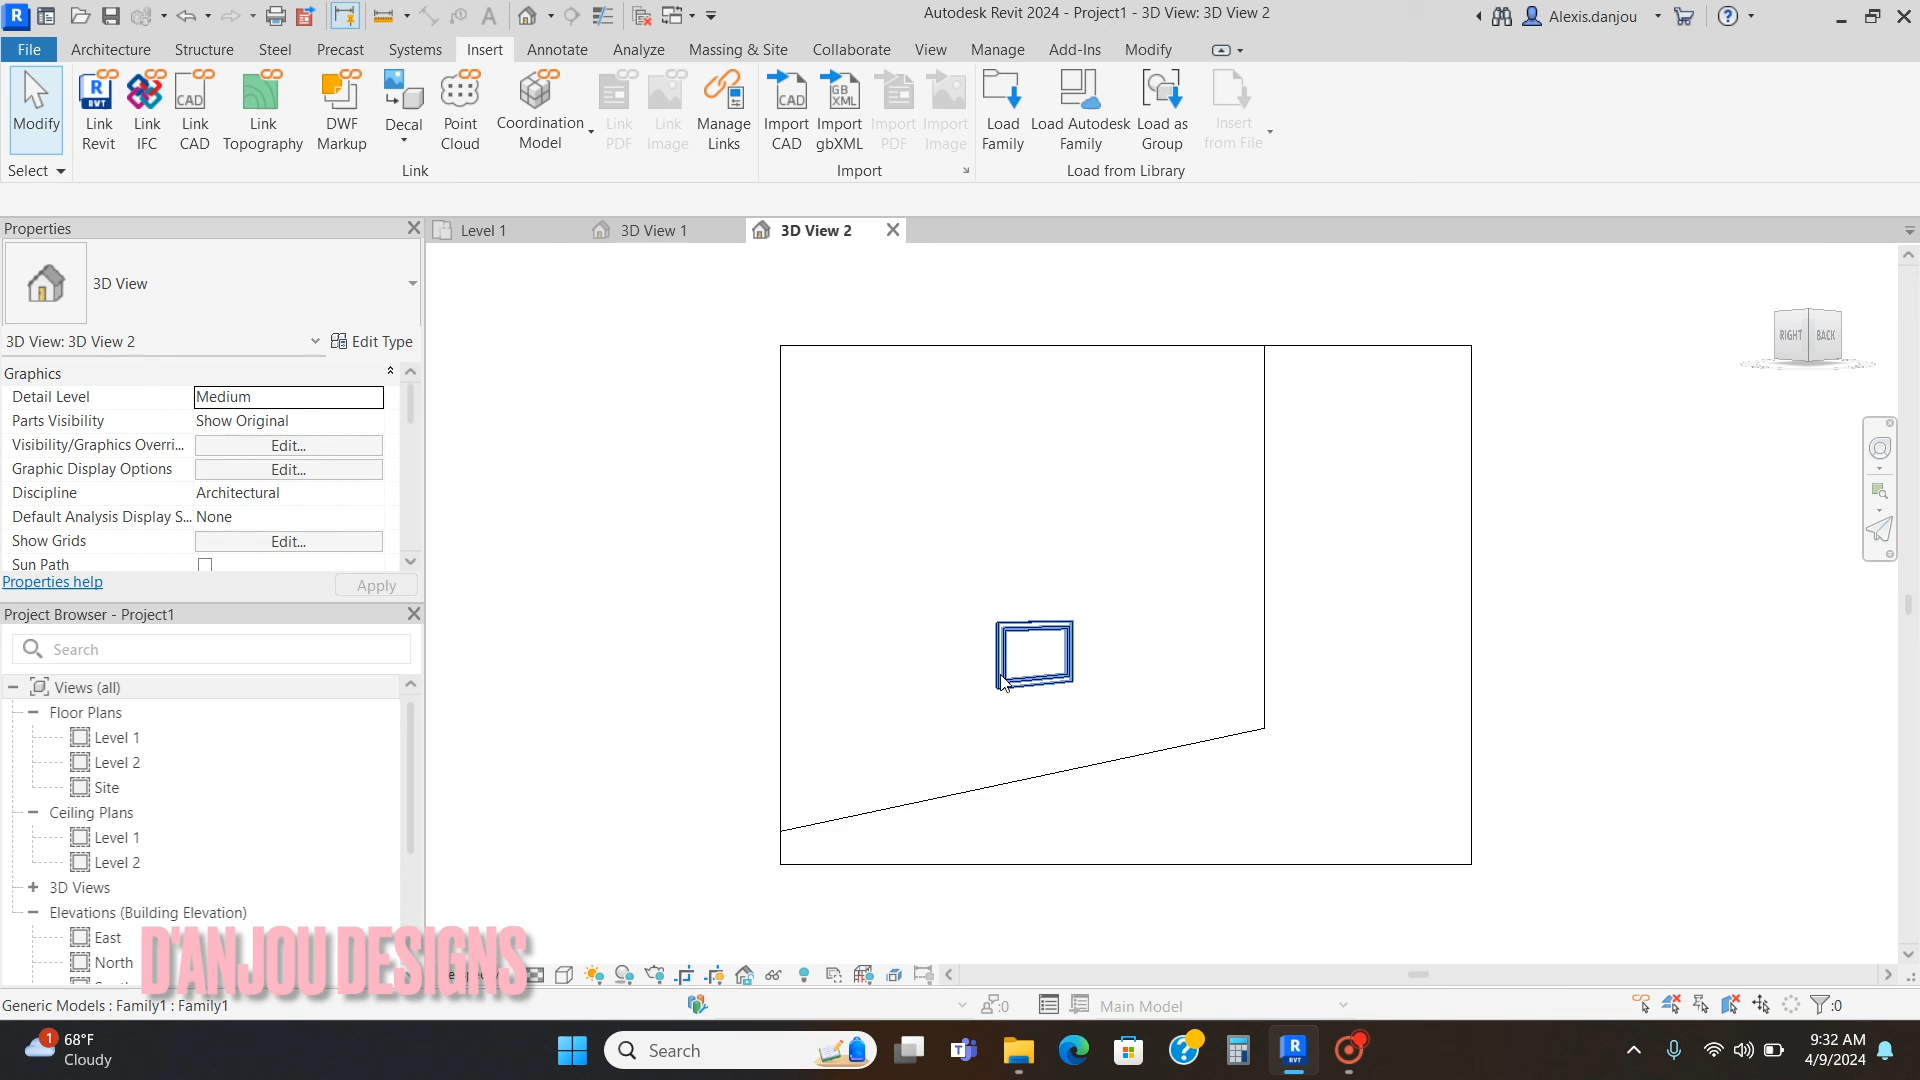 Autodesk Revit 2024 - Project1 - 3D View: 3D View 2
Alexis.danjou
File Architecture Structure Steel Precast Systems Insert Annotate Analyze Massing & Site Collaborate View Manage Add-Ins Modify
Modify
Link Revit
Link IFC
Link CAD
Link Topography
DWF Markup
Decal
Point Cloud
Coordination Model
Link PDF
Link Image
Manage Links
Import CAD
Import gbXML
Import PDF
Import Image
Load Family
Load Autodesk Family
Load as Group
Insert from File
Select
Link
Import
Load from Library
Properties
Level 1
3D View 1
3D View 2
3D View
3D View: 3D View 2
Edit Type
Graphics
Detail Level Medium
Parts Visibility Show Original
Visibility/Graphics Overri... Edit...
Graphic Display Options Edit...
Discipline Architectural
Default Analysis Display S... None
Show Grids Edit...
Sun Path
Properties help
Apply
RIGHT BACK
Project Browser - Project1
Search
Views (all)
Floor Plans
Level 1
Level 2
Site
Ceiling Plans
Level 1
Level 2
3D Views
Elevations (Building Elevation)
East
North
D'ANJOU DESIGNS
Generic Models : Family1 : Family1
:0
Main Model
:0
1
68°F
Cloudy
Search
9:32 AM
4/9/2024